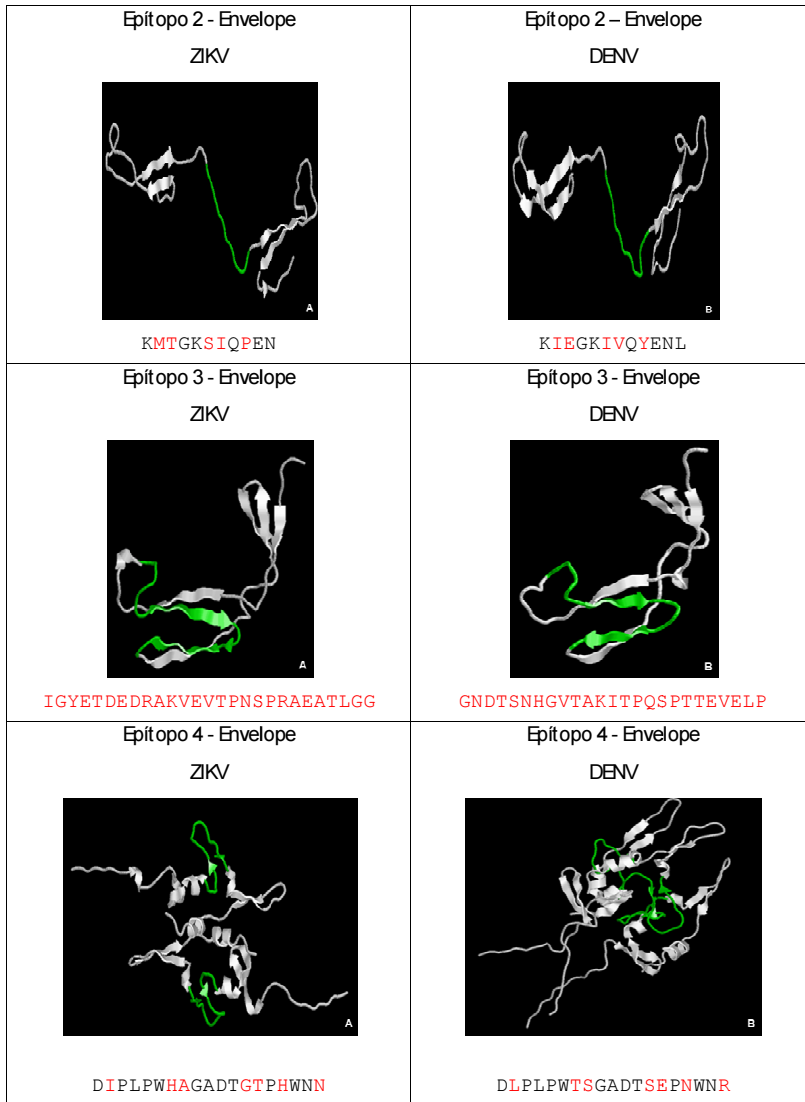 Epítopo 2 - Envelope
ZIKV
A
KMTGKSIQPEN
Epítopo 2 – Envelope
DENV
B
KIEGKIVQYENL
Epítopo 3 - Envelope
ZIKV
A
IGYETDEDRAKVEVTPNSPRAEATLGG
Epítopo 3 - Envelope
DENV
B
GNDTSNHGVTAKITPQSPTTEVELP
Epítopo 4 - Envelope
ZIKV
A
DIPLPWHAGADTGTPHWNN
Epítopo 4 - Envelope
DENV
B
DLPLPWTSGADTSEPNWNR